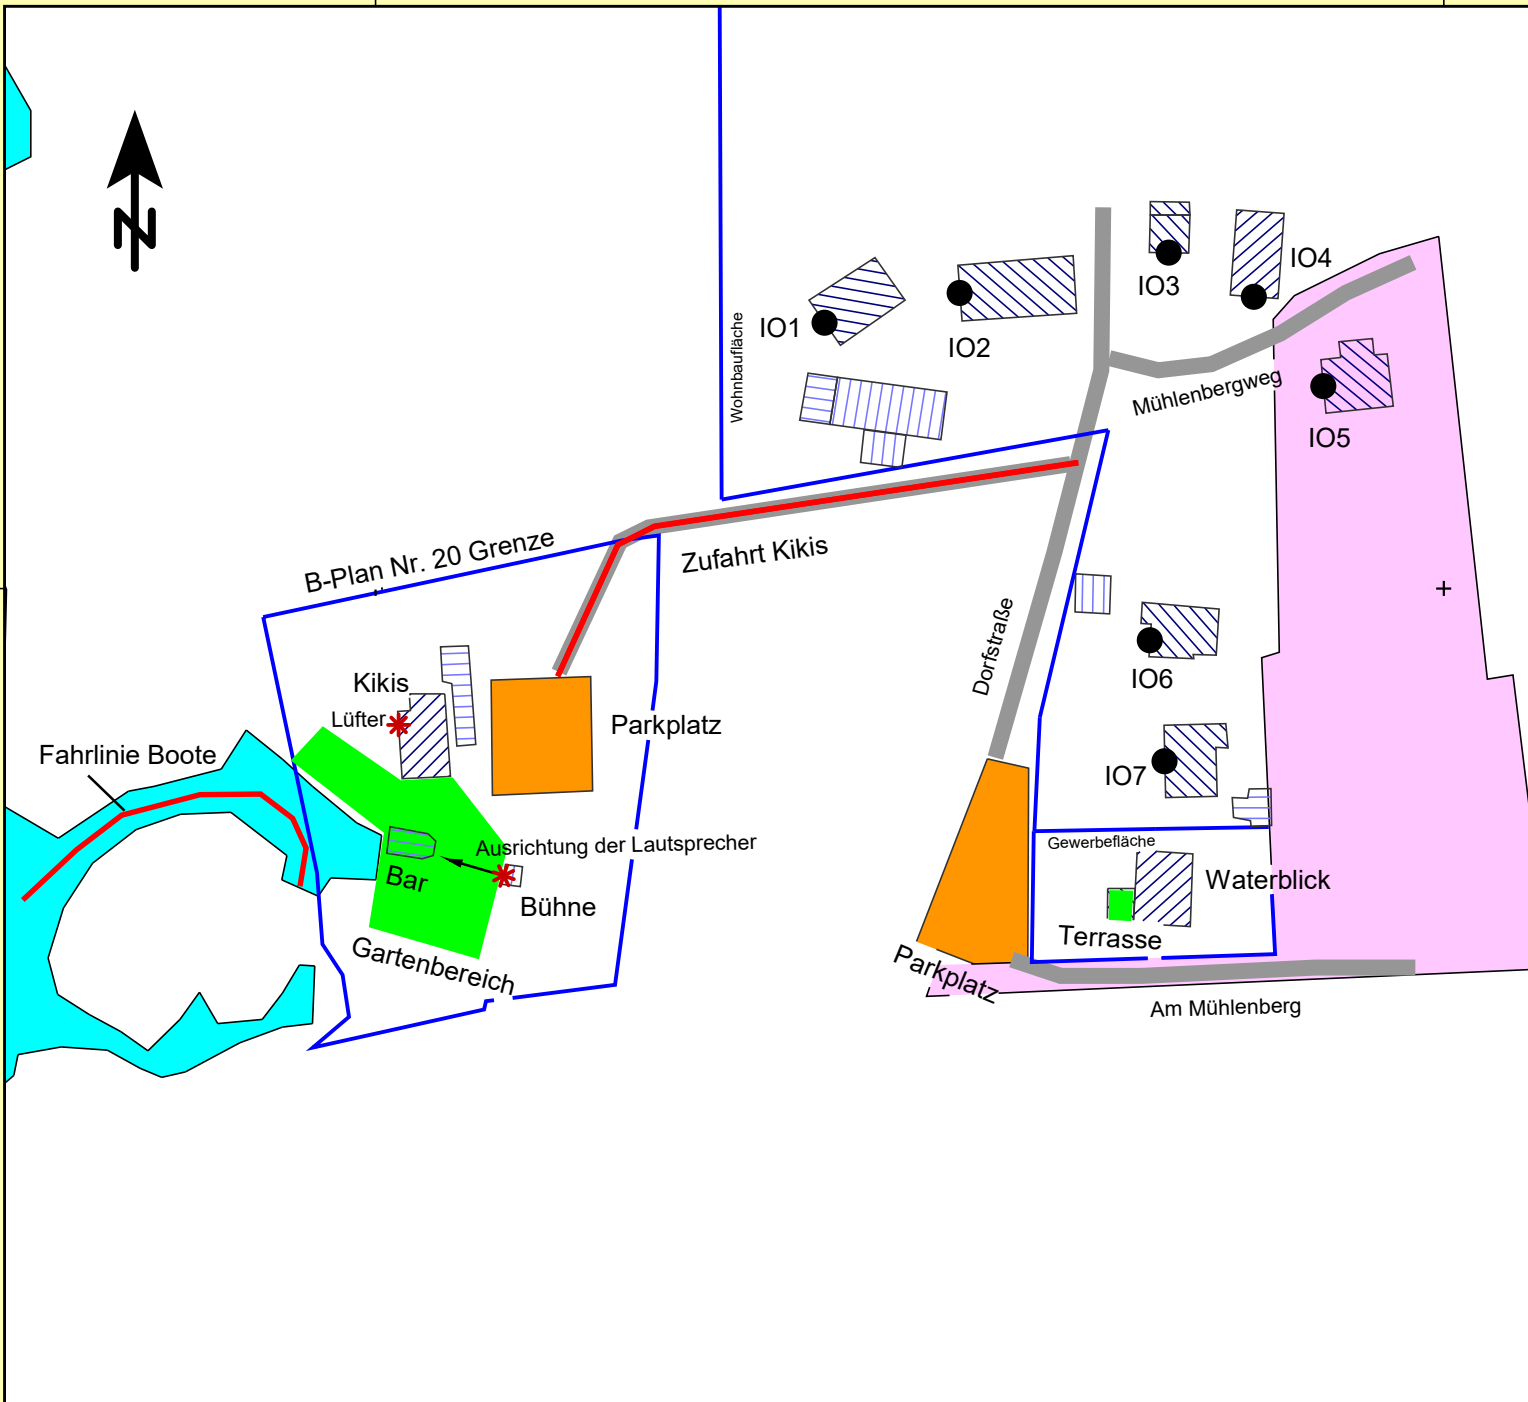 N
IO3
IO4
IO1
IO2
Wohnbaufläche
Mühlenbergweg
IO5
B-Plan Nr. 20 Grenze
Zufahrt Kikis
Dorfstraße
IO6
Kikis
Lüfter
Parkplatz
Fahrlinie Boote
IO7
Ausrichtung der Lautsprecher
Gewerbefläche
Bar
Waterblick
Bühne
Terrasse
Gartenbereich
Parkplatz
Am Mühlenberg